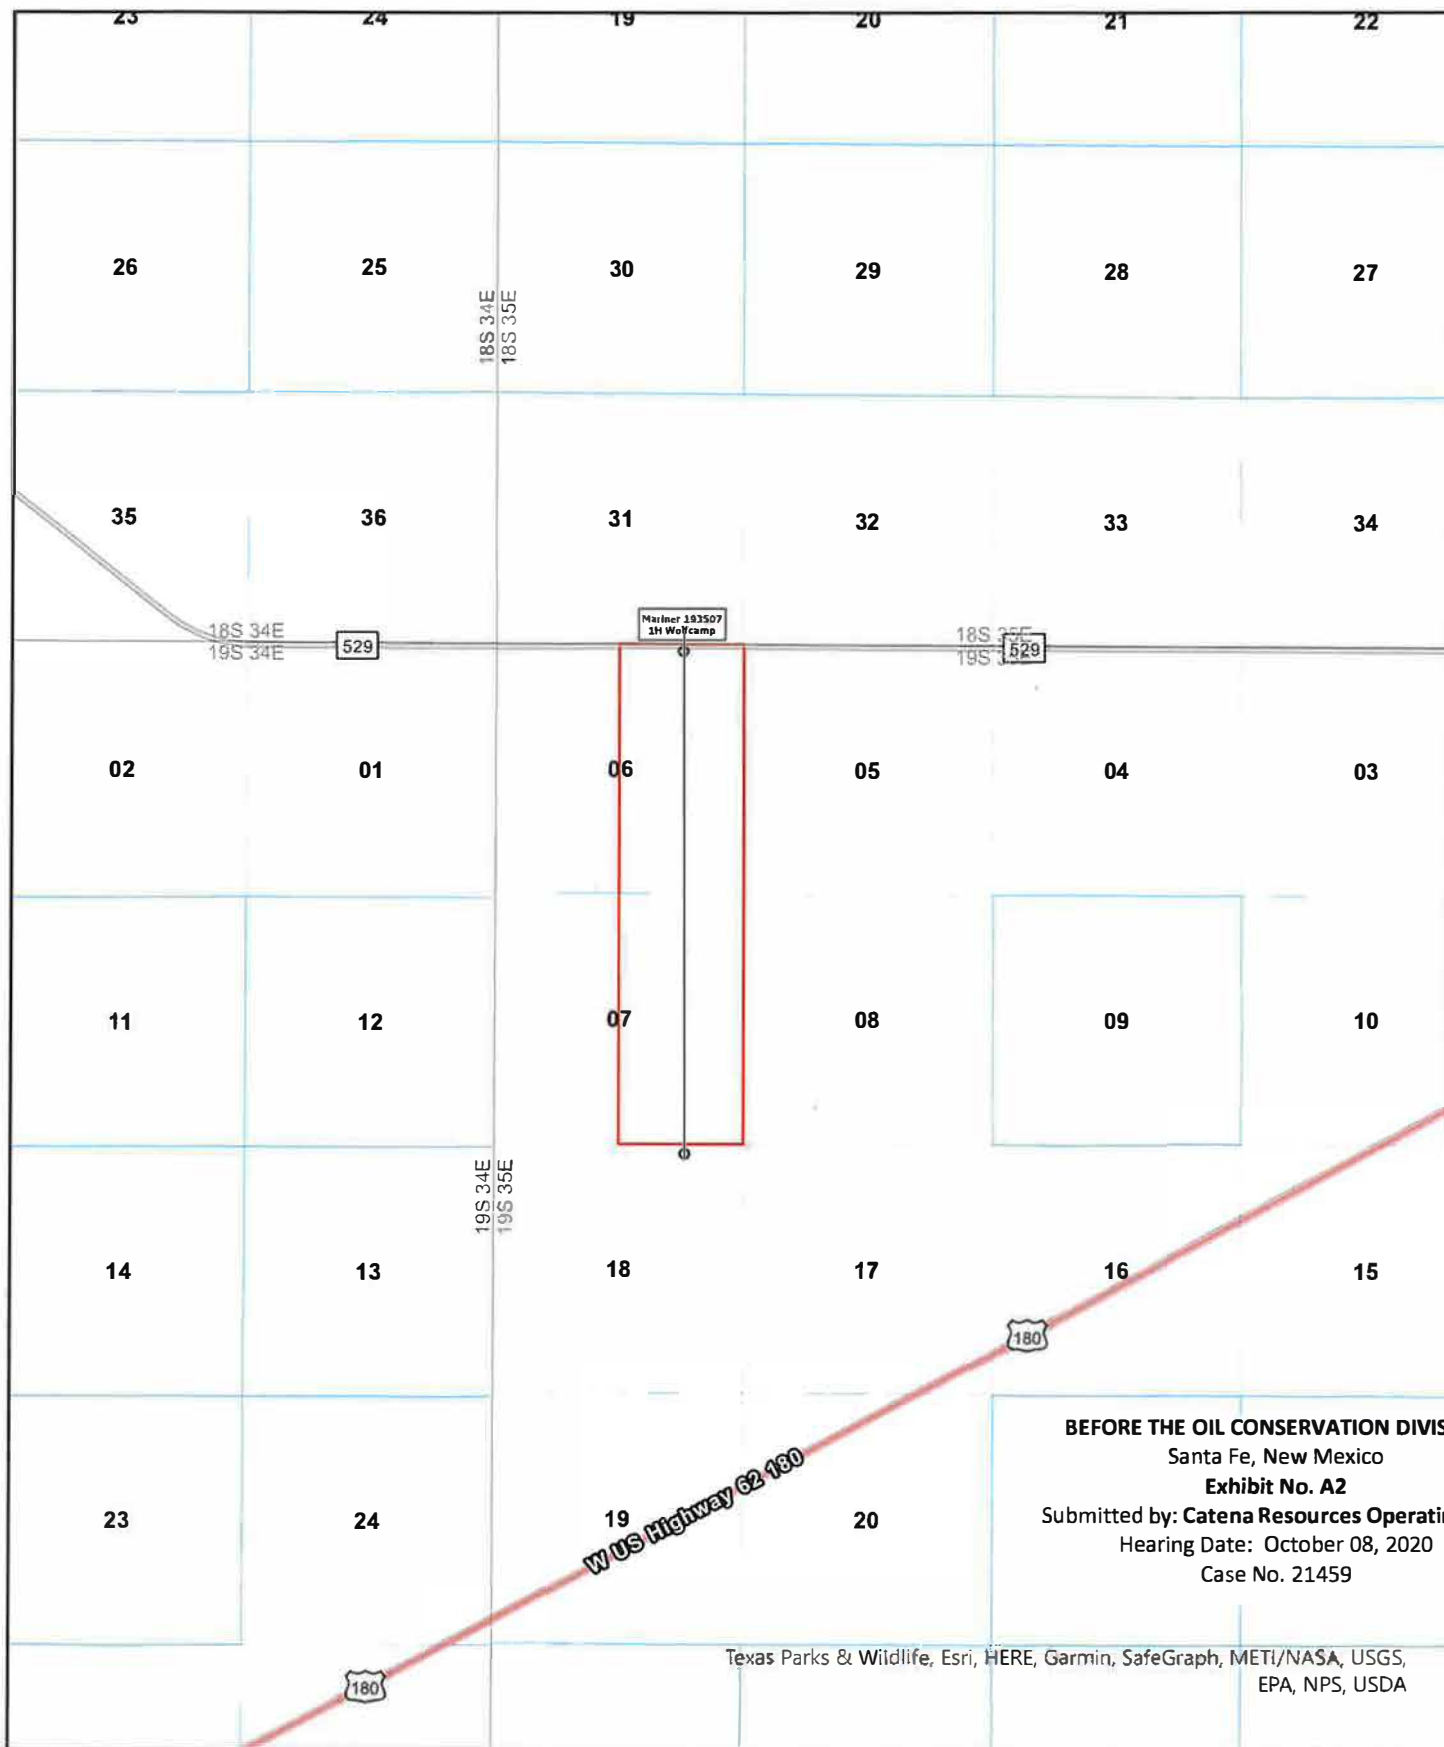 23 24 19 20 21 22
26 25 30 29 28 27
18S 34E
18S 35E
35 36 31 32 33 34
Mariner 193507
1H Wolfcamp
18S 34E
19S 34E
529
18S 35E
19S
529
02 01 06 05 04 03
11 12 07 08 09 10
19S 34E
19S 35E
14 13 18 17 16 15
180
W US Highway 62 180
23 24 19 20
BEFORE THE OIL CONSERVATION DIVIS
Santa Fe, New Mexico
Exhibit No. A2
Submitted by: Catena Resources Operati
Hearing Date: October 08, 2020
Case No. 21459
180
Texas Parks & Wildlife, Esri, HERE, Garmin, SafeGraph, METI/NASA, USGS,
EPA, NPS, USDA